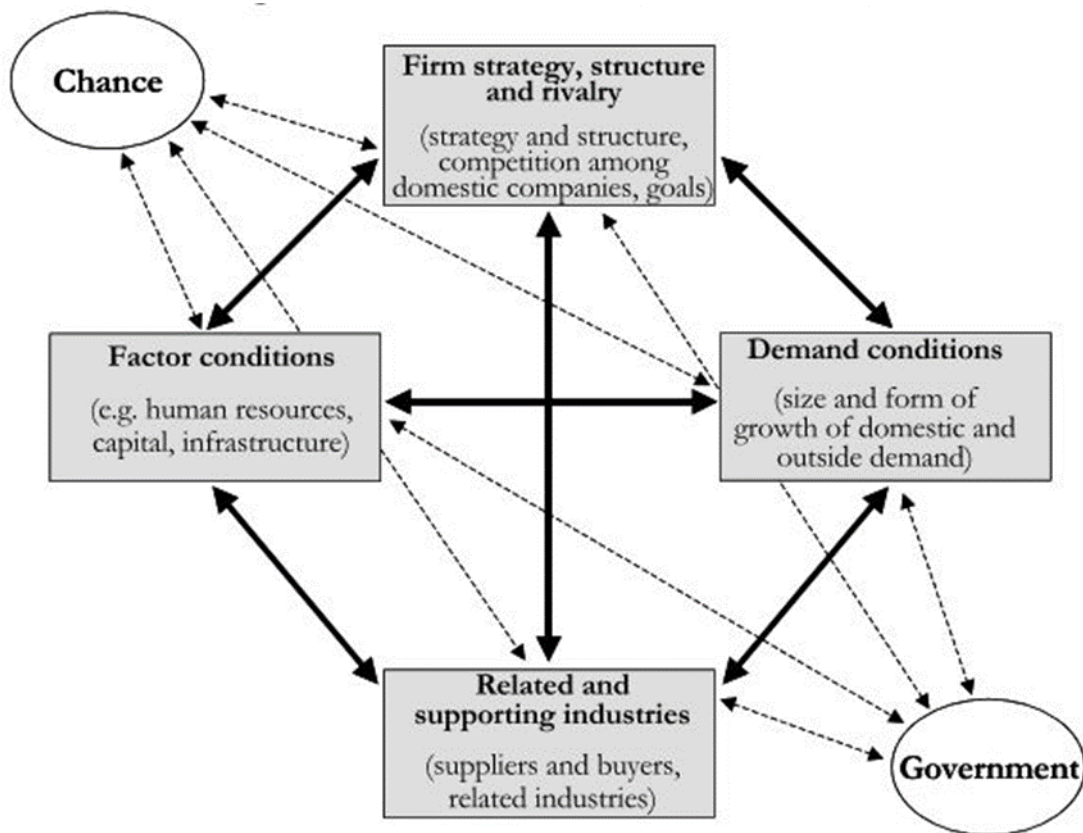 Chance
Firm strategy, structure
and rivalry
(strategy and structure,
competition among
domestic companies, goals)
Factor conditions
(e.g. human resources,
capital, infrastructure)
Demand conditions
(size and form of
growth of domestic and
outside demand)
Related and
supporting industries
(suppliers and buyers,
related industries)
Government